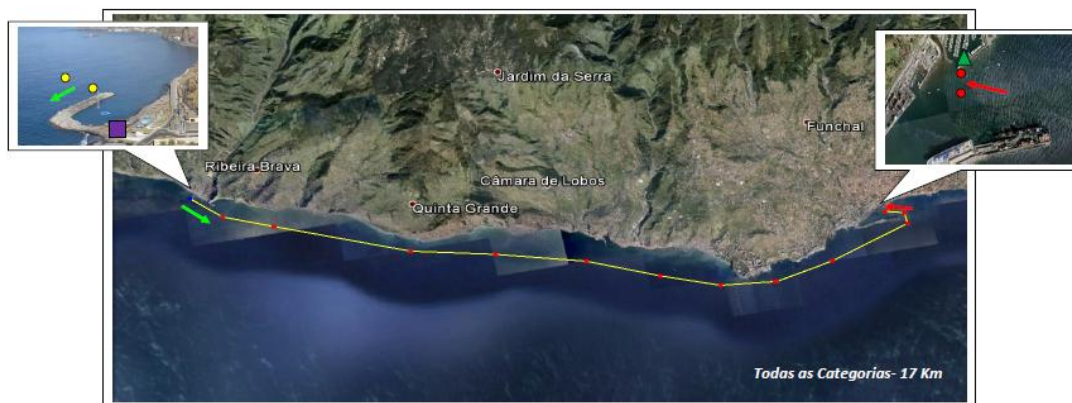 Jardim da Serra
Funchal
Ribeira Brava
Câmara de Lobos
Quinta Grande
Todas as Categorias- 17 Km